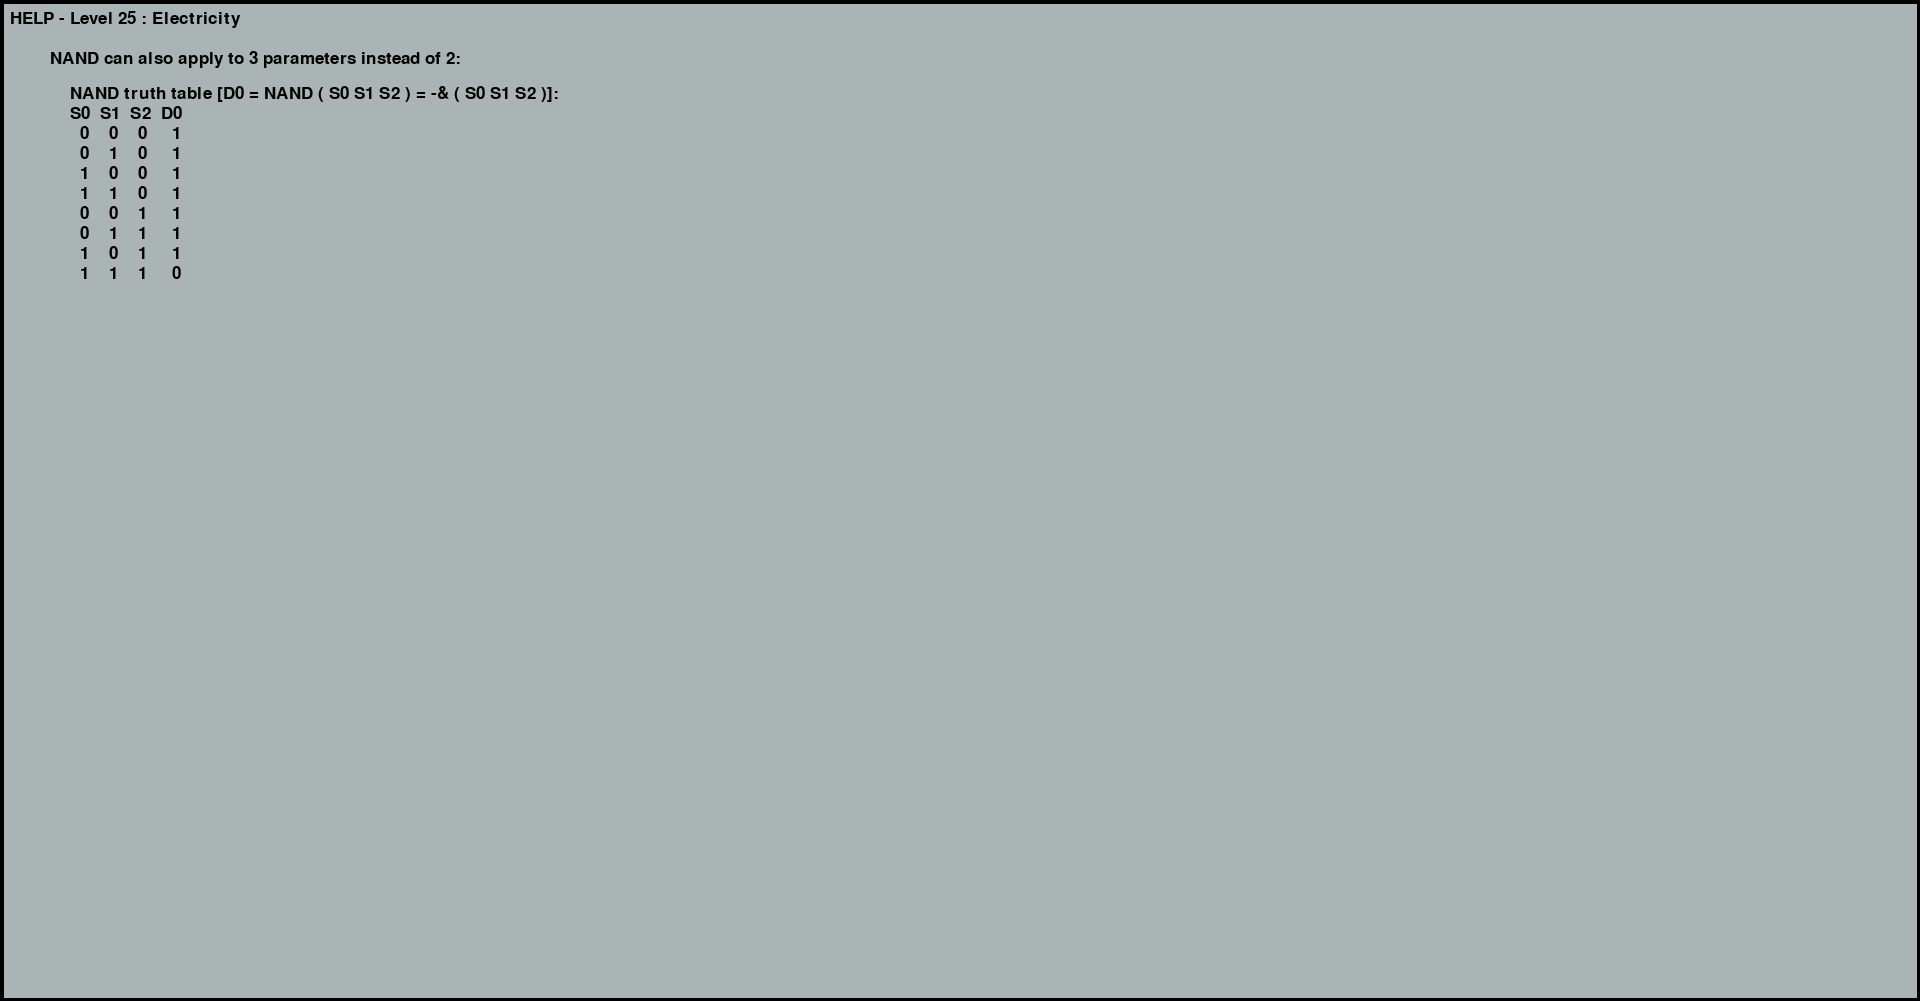 HELP - Level 25 : Electricity
NAND can also apply to 3 parameters instead of 2:
NAND truth table [D0 = NAND ( S0 S1 S2 ) = -& ( S0 S1 S2 )]:
S0 S1 S2 D0
0 0 0 1
0 1 0 1
1 0 0 1
1 1 0 1
0 0 1 1
0 1 1 1
1 0 1 1
1 1 1 0